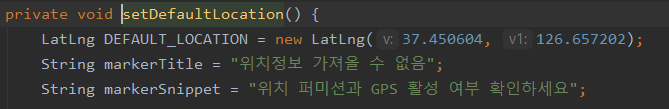 private void setDefaultLocation() {
LatLng DEFAULT_LOCATION = new LatLng( v: 37.450604, v1: 126.657202);
String markerTitle = "위치정보 가져올 수 없음";
String markerSnippet = "위치 퍼미션과 GPS 활성 여부 확인하세요";